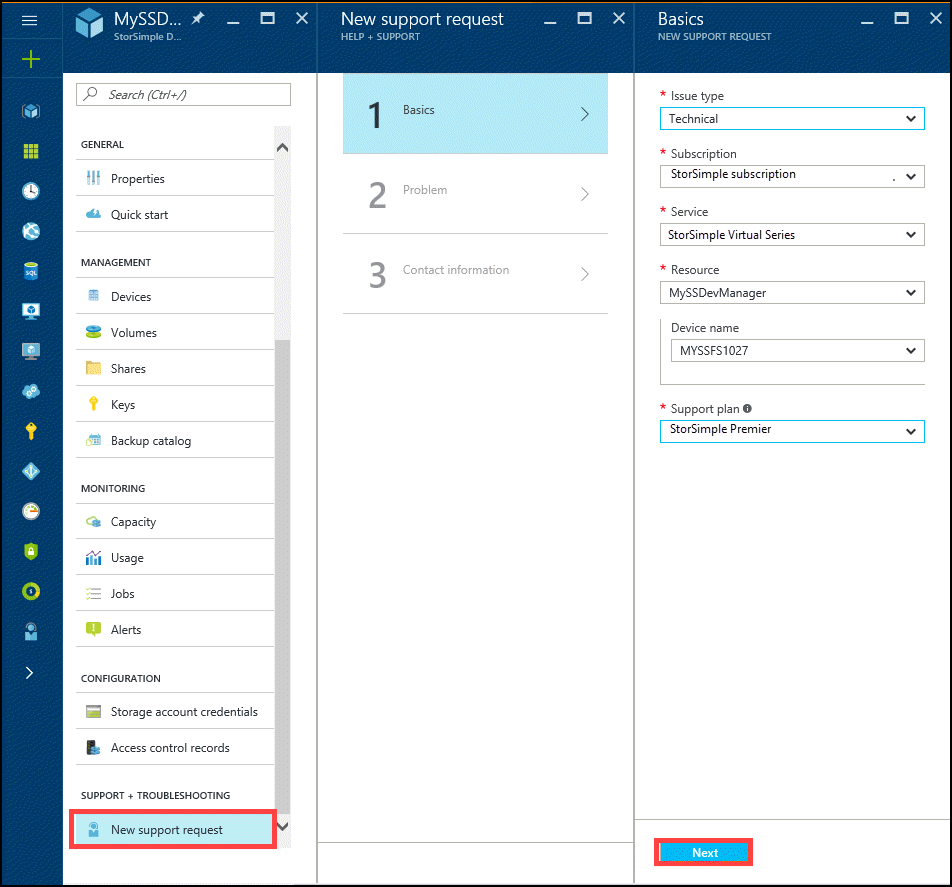 MySSD...
StorSimple D...
Search (Ctrl+/)
GENERAL
Properties
Quick start
MANAGEMENT
Devices
Volumes
Shares
Keys
Backup catalog
MONITORING
Capacity
Usage
Jobs
Alerts
CONFIGURATION
Storage account credentials
Access control records
SUPPORT + TROUBLESHOOTING
New support request
New support request
HELP + SUPPORT
1 Basics
2 Problem
3 Contact information
Basics
NEW SUPPORT REQUEST
* Issue type
Technical
* Subscription
StorSimple subscription .
* Service
StorSimple Virtual Series
* Resource
MySSDevManager
Device name
MYSSFS1027
* Support plan
StorSimple Premier
Next
SQL